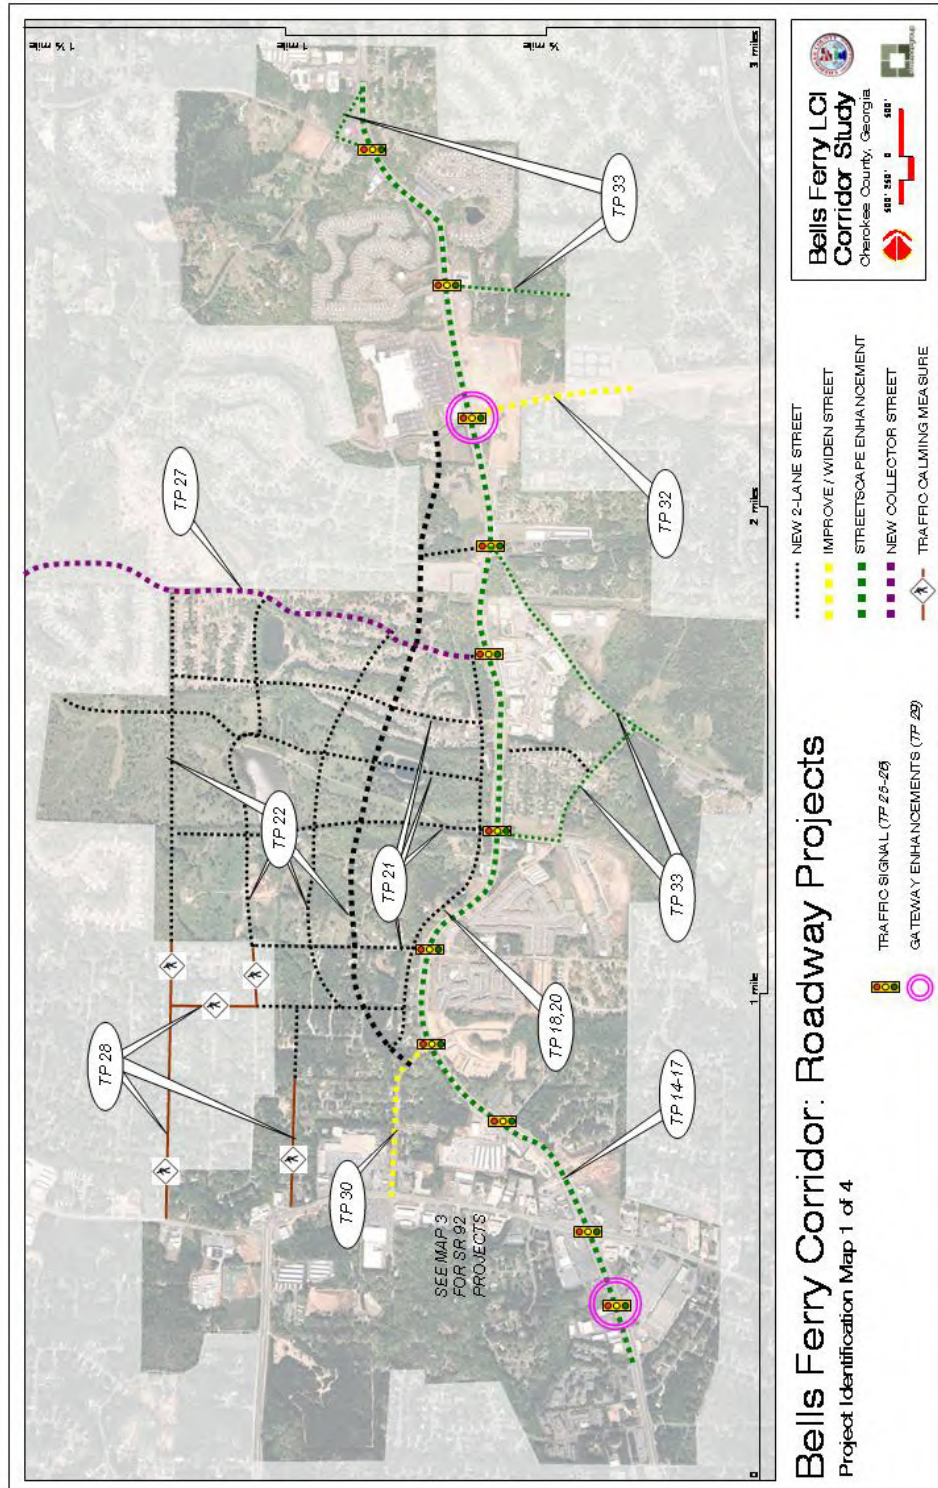 1 ½ mile
1 mile
½ mile
3 miles
2 miles
1 mile
0
TP 33
TP 27
TP 32
TP 22
TP 21
TP 33
TP 28
TP 18,20
TP 14-17
TP 30
SEE MAP 3
FOR SR 92
PROJECTS
Bells Ferry Corridor: Roadway Projects
Project Identification Map 1 of 4
TRAFFIC SIGNAL (TP 25-26)
GATEWAY ENHANCEMENTS (TP 29)
NEW 2-LANE STREET
IMPROVE / WIDEN STREET
STREETSCAPE ENHANCEMENT
NEW COLLECTOR STREET
TRAFFIC CALMING MEASURE
Bells Ferry LCI
Corridor Study
Cherokee County, Georgia
500' 250' 0 500'